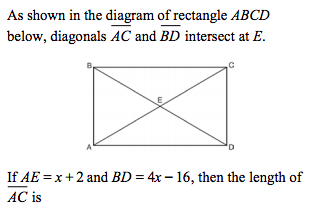 As shown in the diagram of rectangle ABCD
below, diagonals AC and BD intersect at E.
B C
E
A D
If AE = x + 2 and BD = 4x – 16, then the length of
AC is